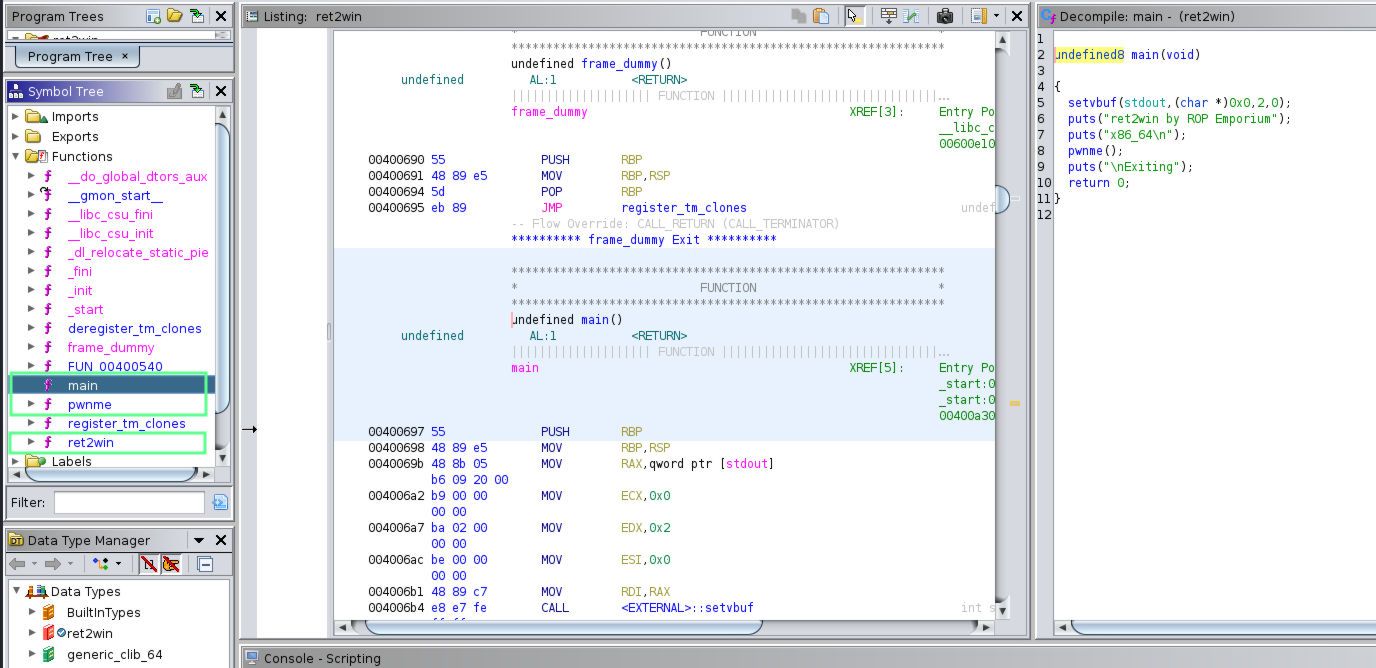 Program Trees
Program Tree ×
Symbol Tree
Imports
Exports
Functions
f __do_global_dtors_aux
f __gmon_start__
f __libc_csu_fini
f __libc_csu_init
f _dl_relocate_static_pie
f _fini
f _init
f _start
f deregister_tm_clones
f frame_dummy
f FUN_00400540
f main
f pwnme
f register_tm_clones
f ret2win
Labels
Filter:
Data Type Manager
Data Types
BuiltInTypes
ret2win
generic_clib_64
Listing: ret2win
* FUNCTION *
**************************************************************
undefined frame_dummy()
undefined AL:1 <RETURN>
||||||||||||||||||||| FUNCTION ||||||||||||||||||||||||||||||||...
frame_dummy XREF[3]: Entry Po
__libc_c
00600e10
00400690 55 PUSH RBP
00400691 48 89 e5 MOV RBP,RSP
00400694 5d POP RBP
00400695 eb 89 JMP register_tm_clones undef
-- Flow Override: CALL_RETURN (CALL_TERMINATOR)
********** frame_dummy Exit **********
**************************************************************
* FUNCTION *
**************************************************************
undefined main()
undefined AL:1 <RETURN>
||||||||||||||||||||| FUNCTION ||||||||||||||||||||||||||||||||...
main XREF[5]: Entry Po
_start:0
_start:0
00400a30
00400697 55 PUSH RBP
00400698 48 89 e5 MOV RBP,RSP
0040069b 48 8b 05 MOV RAX,qword ptr [stdout]
b6 09 20 00
004006a2 b9 00 00 MOV ECX,0x0
00 00
004006a7 ba 02 00 MOV EDX,0x2
00 00
004006ac be 00 00 MOV ESI,0x0
00 00
004006b1 48 89 c7 MOV RDI,RAX
004006b4 e8 e7 fe CALL <EXTERNAL>::setvbuf int s
Decompile: main - (ret2win)
1
2 undefined8 main(void)
3
4 {
5 setvbuf(stdout,(char *)0x0,2,0);
6 puts("ret2win by ROP Emporium");
7 puts("x86_64\n");
8 pwnme();
9 puts("\nExiting");
10 return 0;
11 }
12
Console - Scripting